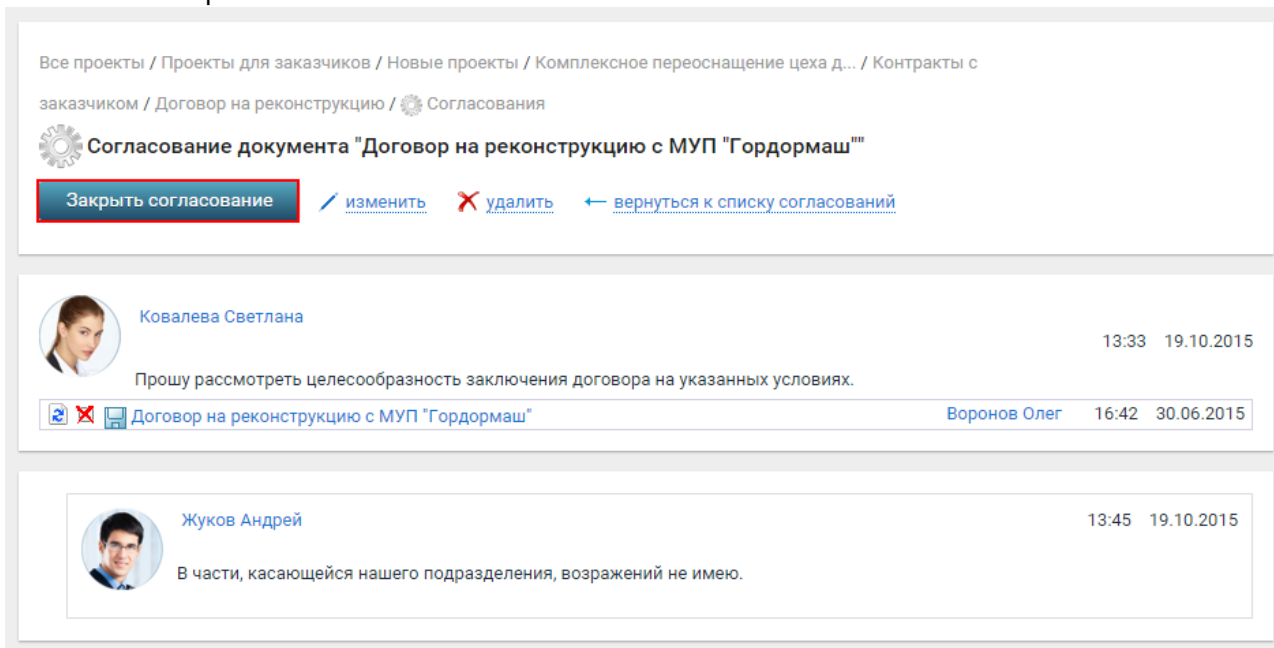 Все проекты / Проекты для заказчиков / Новые проекты / Комплексное переоснащение цеха д... / Контракты с
заказчиком / Договор на реконструкцию / Согласования
Согласование документа "Договор на реконструкцию с МУП "Гордормаш""
Закрыть согласование изменить удалить ← вернуться к списку согласований
Ковалева Светлана
13:33 19.10.2015
Прошу рассмотреть целесообразность заключения договора на указанных условиях.
Договор на реконструкцию с МУП "Гордормаш" Воронов Олег 16:42 30.06.2015
Жуков Андрей 13:45 19.10.2015
В части, касающейся нашего подразделения, возражений не имею.